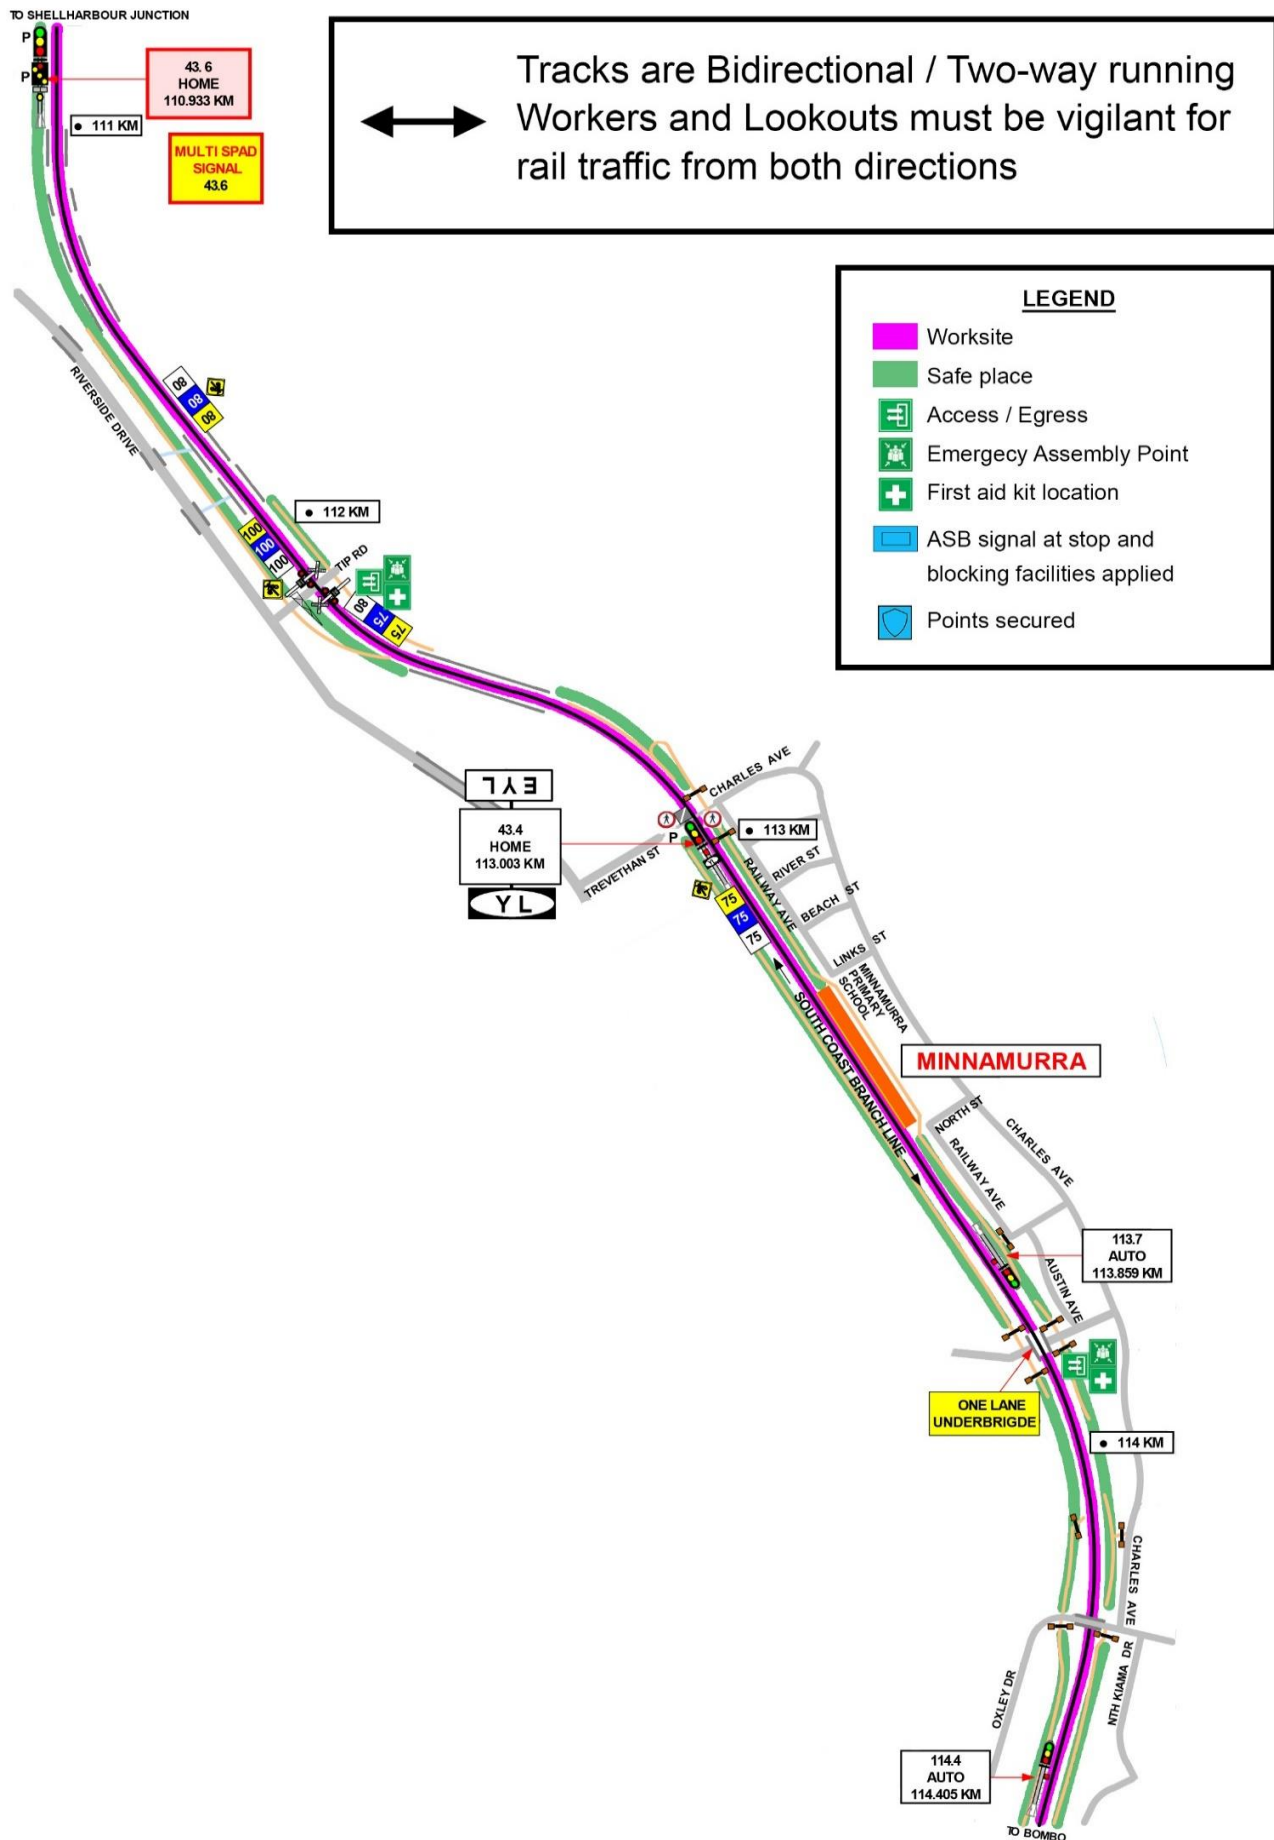 TO SHELLHARBOUR JUNCTION
P
P
43. 6
HOME
110.933 KM
111 KM
MULTI SPAD
SIGNAL
43.6
Tracks are Bidirectional / Two-way running
Workers and Lookouts must be vigilant for
rail traffic from both directions
LEGEND
Worksite
Safe place
Access / Egress
Emergecy Assembly Point
First aid kit location
ASB signal at stop and
blocking facilities applied
Points secured
RIVERSIDE DRIVE
80
80
80
112 KM
100
100
100
TIP RD
80
75
75
EYL
43.4
HOME
113.003 KM
YL
CHARLES AVE
P
113 KM
TREVETHAN ST
RAILWAY AVE
RIVER ST
BEACH ST
LINKS ST
75
75
75
MINNAMURRA
PRIMARY
SCHOOL
SOUTH COAST BRANCH LINE
MINNAMURRA
NORTH ST
CHARLES AVE
RAILWAY AVE
113.7
AUTO
113.859 KM
AUSTIN AVE
ONE LANE
UNDERBRIGDE
114 KM
CHARLES AVE
OXLEY DR
NTH KIAMA DR
114.4
AUTO
114.405 KM
TO BOMBO